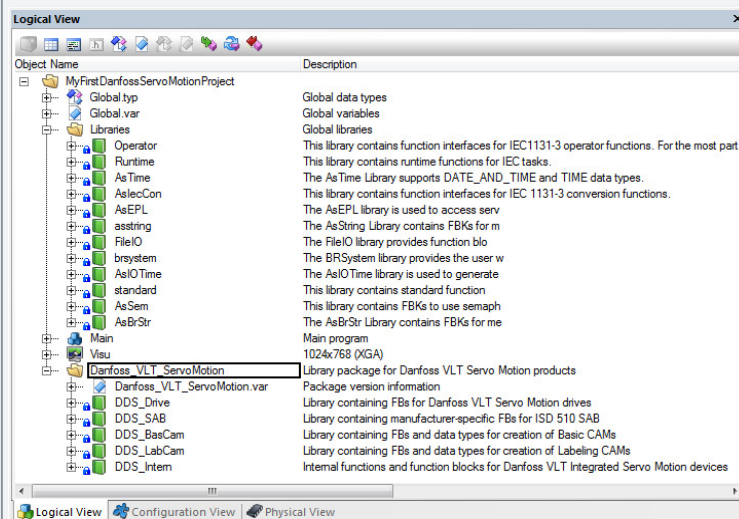 Logical View
Object Name Description
MyFirstDanfossServoMotionProject
Global.typ Global data types
Global.var Global variables
Libraries Global libraries
Operator This library contains function interfaces for IEC1131-3 operator functions. For the most part
Runtime This library contains runtime functions for IEC tasks.
AsTime The AsTime Library supports DATE_AND_TIME and TIME data types.
AsIecCon This library contains function interfaces for IEC 1131-3 conversion functions.
AsEPL The AsEPL library is used to access serv
asstring The AsString Library contains FBKs for m
FileIO The FileIO library provides function blo
brsystem The BRSystem library provides the user w
AsIOTime The AsIOTime library is used to generate
standard This library contains standard function
AsSem This library contains FBKs to use semaph
AsBrStr The AsBrStr Library contains FBKs for me
Main Main program
Visu 1024x768 (XGA)
Danfoss_VLT_ServoMotion Library package for Danfoss VLT Servo Motion products
Danfoss_VLT_ServoMotion.var Package version information
DDS_Drive Library containing FBs for Danfoss VLT Servo Motion drives
DDS_SAB Library containing manufacturer-specific FBs for ISD 510 SAB
DDS_BasCam Library containing FBs and data types for creation of Basic CAMs
DDS_LabCam Library containing FBs and data types for creation of Labeling CAMs
DDS_Intern Internal functions and function blocks for Danfoss VLT Integrated Servo Motion devices
Logical View Configuration View Physical View